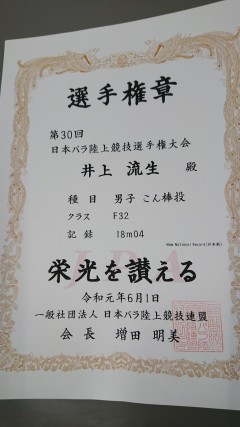 選手権章
第30回
日本パラ陸上競技選手権大会
井上 流生 殿
種目 男子 こん棒投
クラス F32
記録 18m04
New National Record(日本新)
JPA
栄光を讃える
令和元年6月1日
一般社団法人 日本パラ陸上競技連盟
会長 増田 明美